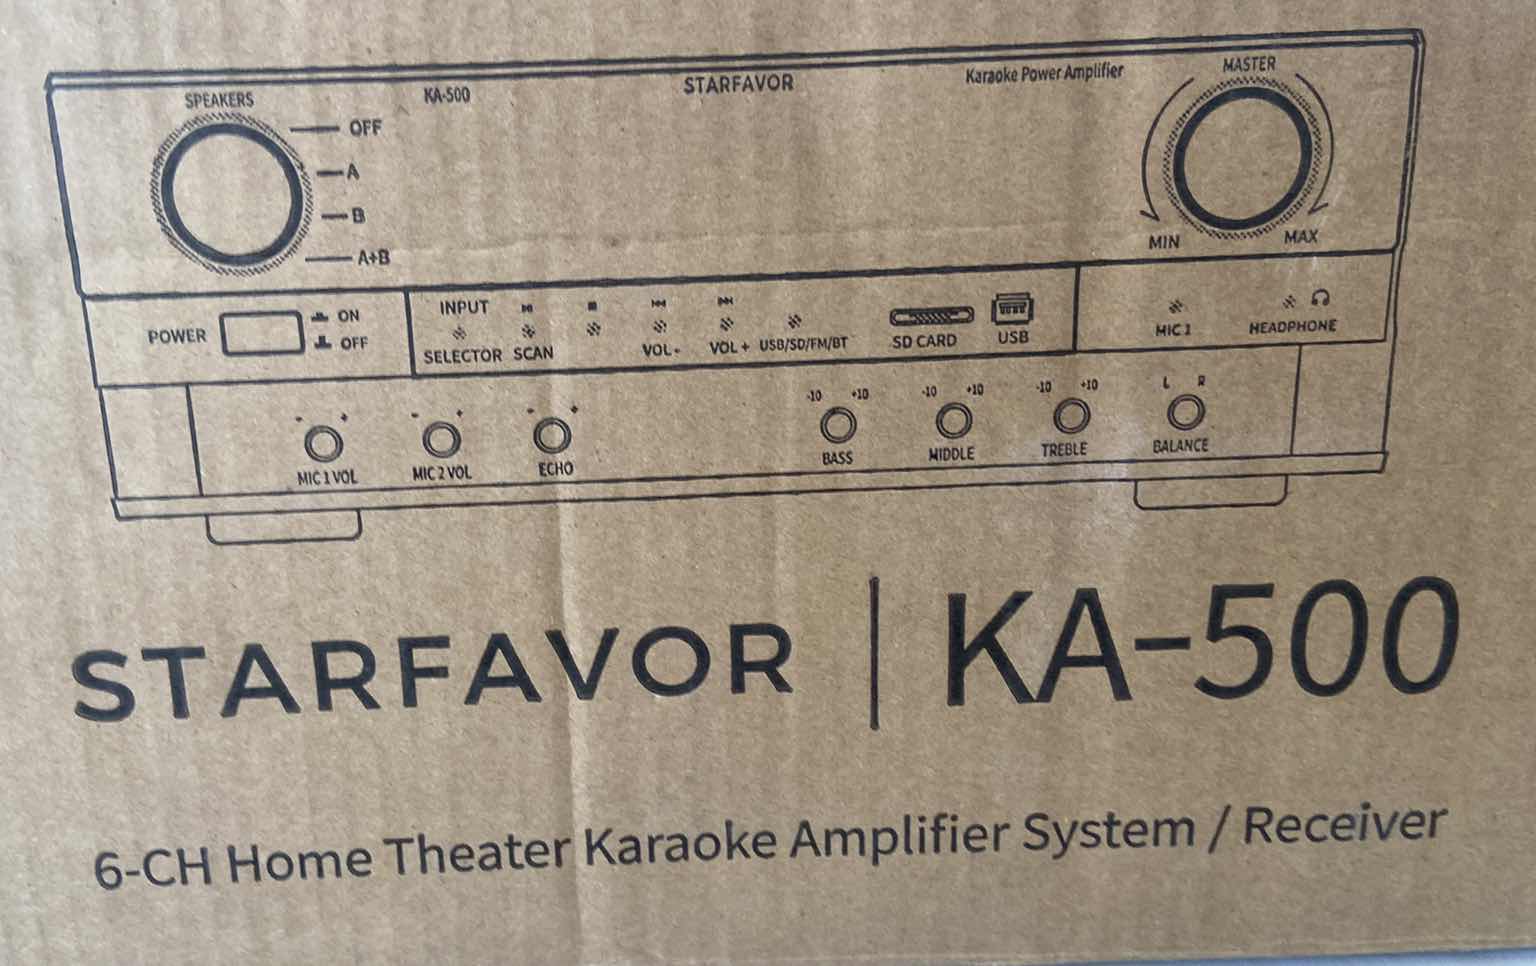 SPEAKERS KA-500 STARFAVOR Karaoke Power Amplifier MASTER
OFF
A
B
A+B
MIN MAX
POWER
ON
OFF
INPUT
SELECTOR SCAN VOL- VOL+ USB/SD/FM/BT
SD CARD USB
MIC 1 HEADPHONE
- + - + - + -10 +10 -10 +10 -10 +10 L R
MIC 1 VOL MIC 2 VOL ECHO BASS MIDDLE TREBLE BALANCE
STARFAVOR | KA-500
6-CH Home Theater Karaoke Amplifier System / Receiver